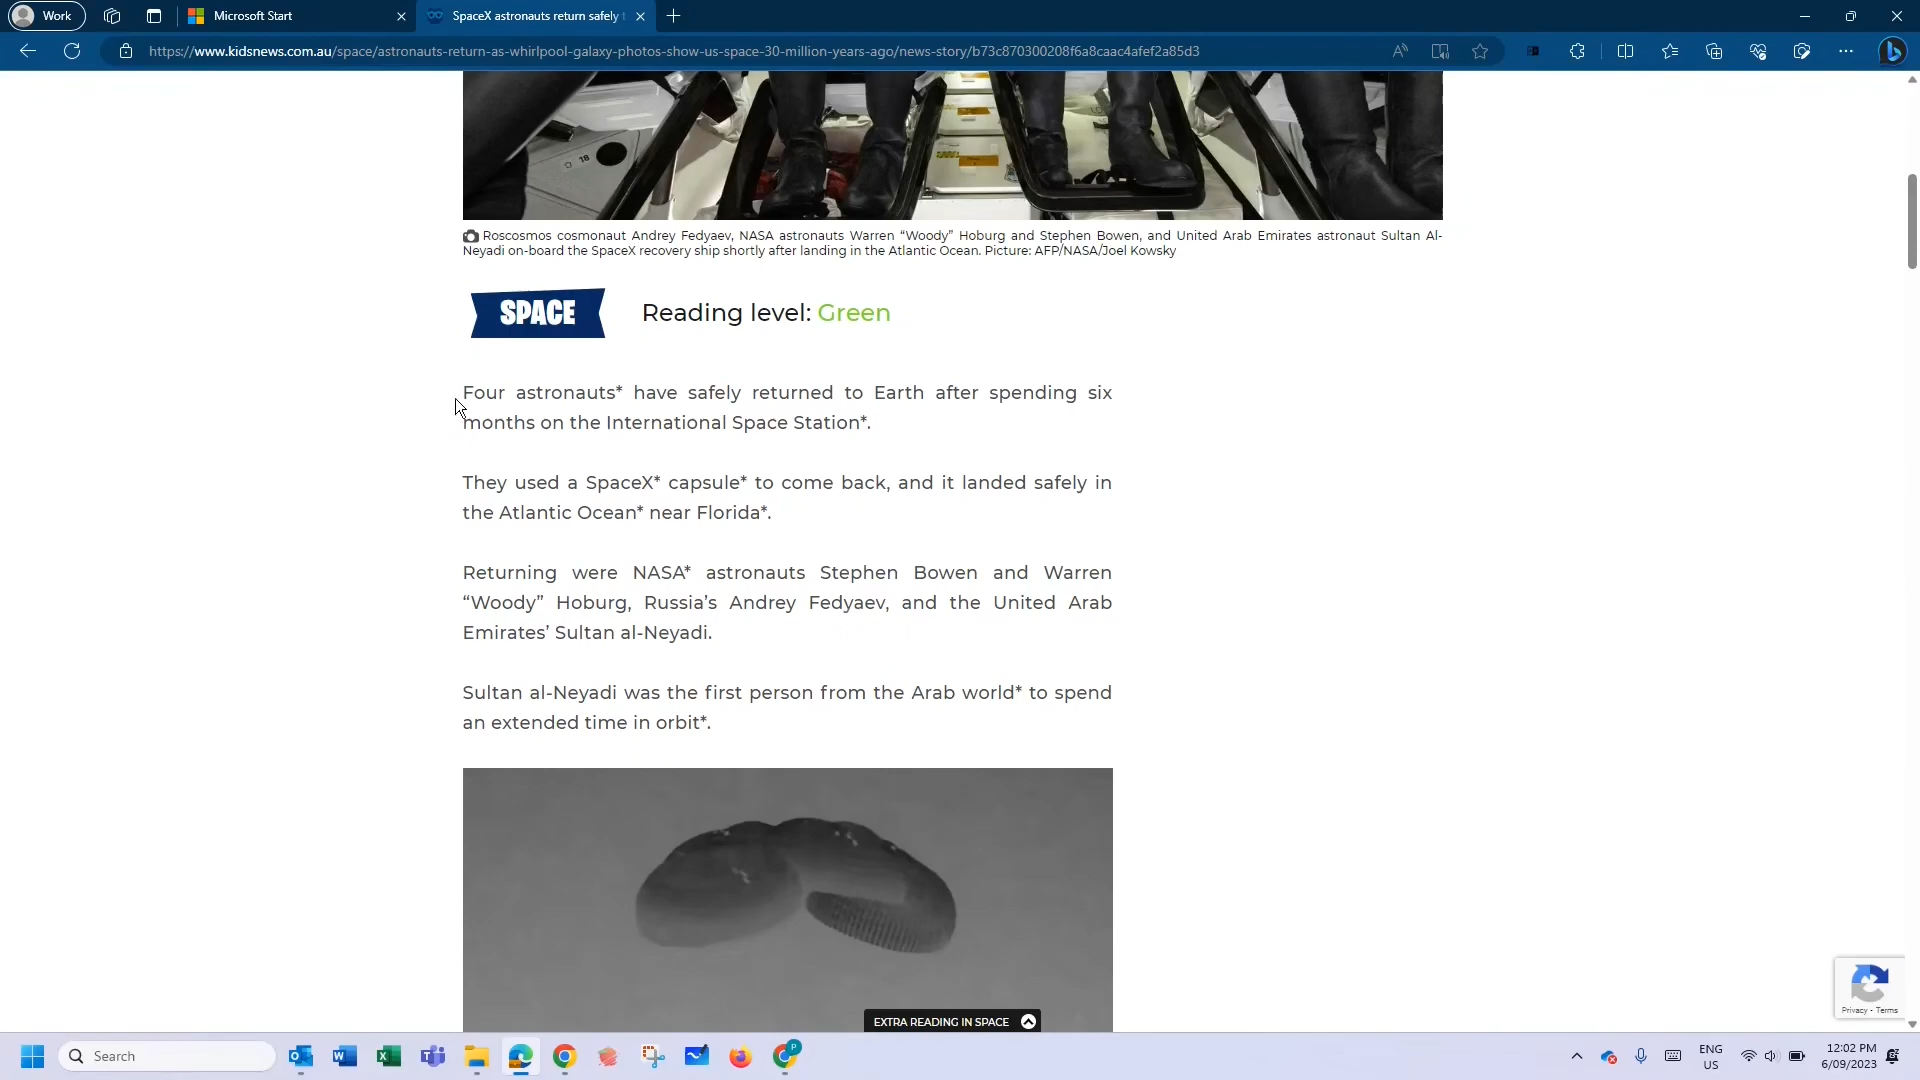 Work
Microsoft Start
SpaceX astronauts return safely
https://www.kidsnews.com.au/space/astronauts-return-as-whirlpool-galaxy-photos-show-us-space-30-million-years-ago/news-story/b73c870300208f6a8caac4afef2a85d3
18
Roscosmos cosmonaut Andrey Fedyaev, NASA astronauts Warren “Woody” Hoburg and Stephen Bowen, and United Arab Emirates astronaut Sultan Al-
Neyadi on-board the SpaceX recovery ship shortly after landing in the Atlantic Ocean. Picture: AFP/NASA/Joel Kowsky
SPACE
Reading level: Green
Four astronauts* have safely returned to Earth after spending six
months on the International Space Station*.
They used a SpaceX* capsule* to come back, and it landed safely in
the Atlantic Ocean* near Florida*.
Returning were NASA* astronauts Stephen Bowen and Warren
“Woody” Hoburg, Russia’s Andrey Fedyaev, and the United Arab
Emirates’ Sultan al-Neyadi.
Sultan al-Neyadi was the first person from the Arab world* to spend
an extended time in orbit*.
EXTRA READING IN SPACE
Privacy - Terms
Search
ENG
US
12:02 PM
6/09/2023